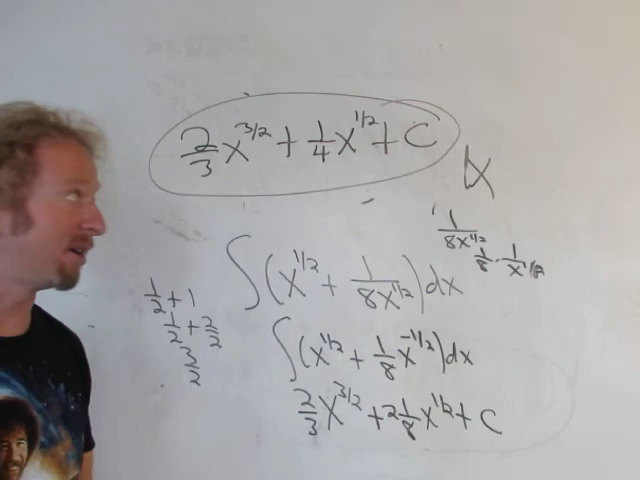 2/3 x^3/2 + 1/4 x^1/2 + C
1/8x^1/2
1/8 · 1/x^1/2
∫(x^1/2 + 1/8x^1/2)dx
1/2 + 1
1/2 + 2/2
3/2
∫(x^1/2 + 1/8 x^-1/2)dx
2/3 x^3/2 + 2 1/8 x^1/2 + C